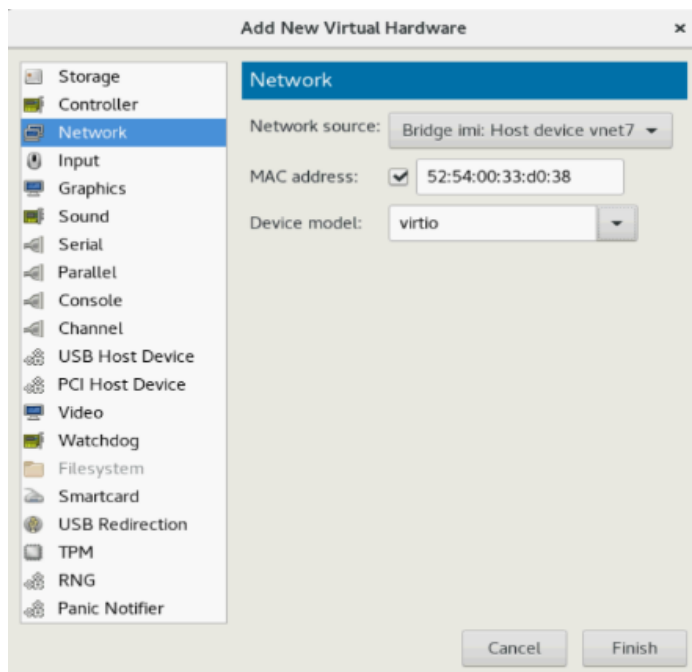 Add New Virtual Hardware
×
Storage
Controller
Network
Input
Graphics
Sound
Serial
Parallel
Console
Channel
USB Host Device
PCI Host Device
Video
Watchdog
Filesystem
Smartcard
USB Redirection
TPM
RNG
Panic Notifier
Network
Network source: Bridge imi: Host device vnet7
MAC address: 52:54:00:33:d0:38
Device model: virtio
Cancel Finish